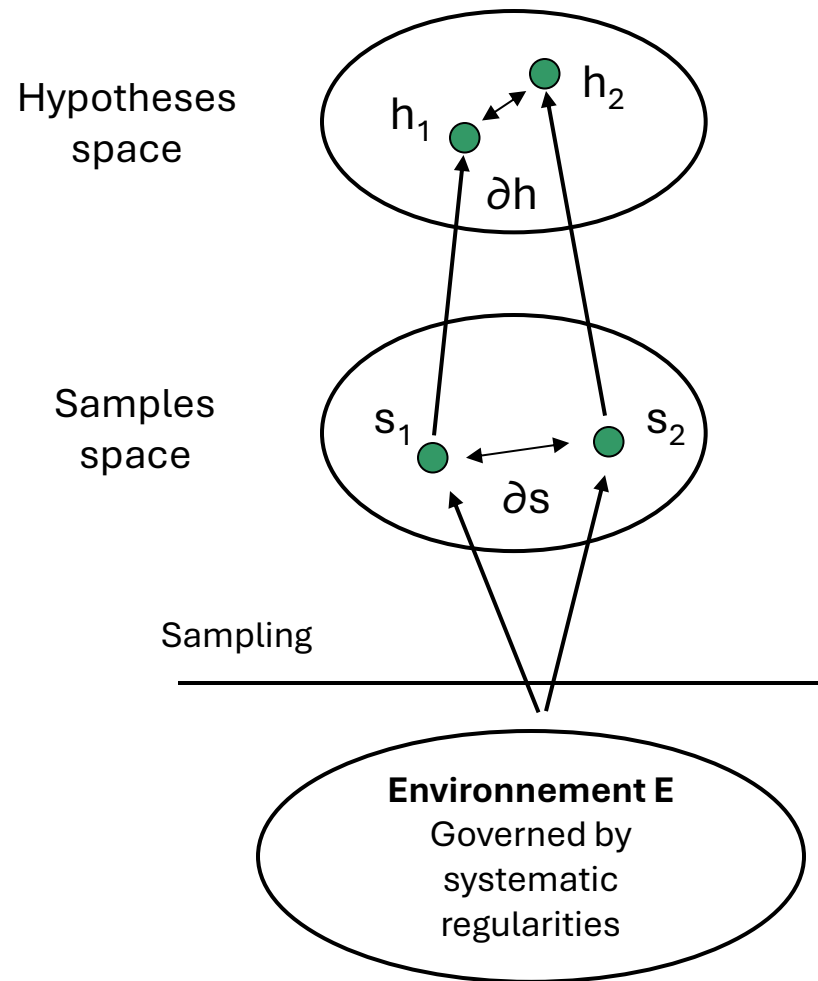 Hypotheses
space
h₁
h₂
∂h
Samples
space
s₁
s₂
∂s
Sampling
Environnement E
Governed by
systematic
regularities